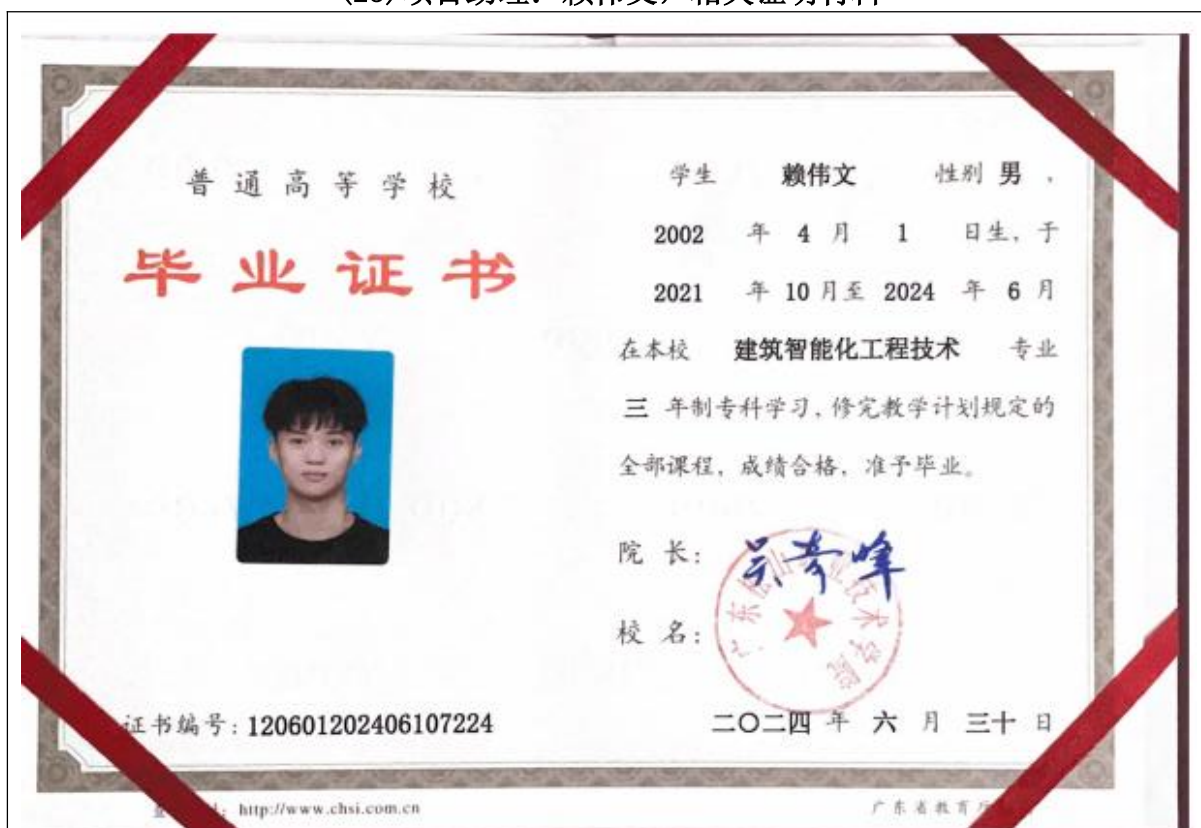 普通高等学校
毕业证书
学生 赖伟文 性别 男，
2002 年 4 月 1 日生，于
2021 年 10 月至 2024 年 6 月
在本校 建筑智能化工程技术 专业
三 年制专科学习，修完教学计划规定的
全部课程，成绩合格，准予毕业。
院 长：吴奇峰
校 名：
证书编号：120601202406107224
二〇二四 年 六 月 三十 日
http://www.chsi.com.cn
广东省教育